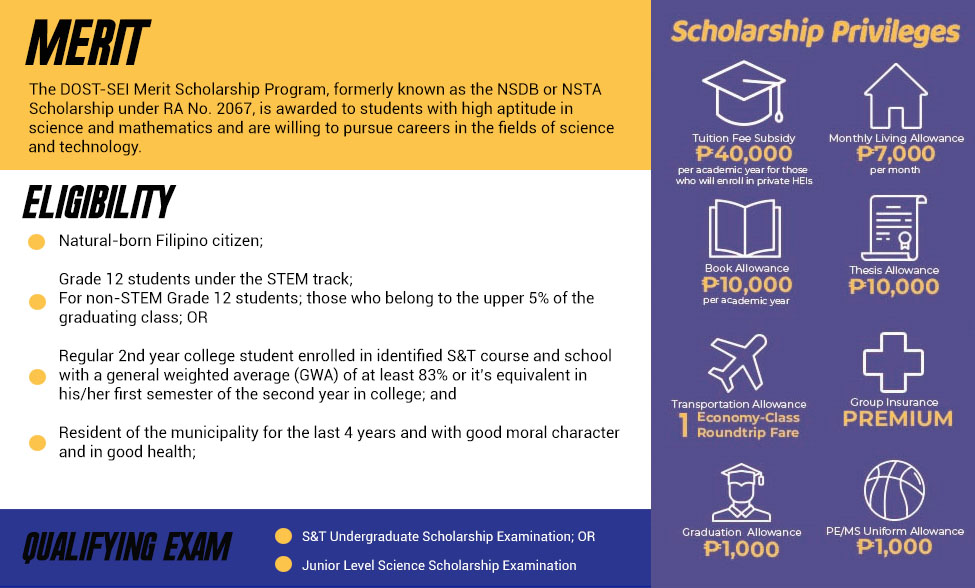 MERIT
The DOST-SEI Merit Scholarship Program, formerly known as the NSDB or NSTA
Scholarship under RA No. 2067, is awarded to students with high aptitude in
science and mathematics and are willing to pursue careers in the fields of science
and technology.
ELIGIBILITY
Natural-born Filipino citizen;
Grade 12 students under the STEM track;
For non-STEM Grade 12 students; those who belong to the upper 5% of the
graduating class; OR
Regular 2nd year college student enrolled in identified S&T course and school
with a general weighted average (GWA) of at least 83% or it's equivalent in
his/her first semester of the second year in college; and
Resident of the municipality for the last 4 years and with good moral character
and in good health;
QUALIFYING EXAM
S&T Undergraduate Scholarship Examination; OR
Junior Level Science Scholarship Examination
Scholarship Privileges
Tuition Fee Subsidy
₱40,000
per academic year for those
who will enroll in private HEIs
Monthly Living Allowance
₱7,000
per month
Book Allowance
₱10,000
per academic year
Thesis Allowance
₱10,000
Transportation Allowance
1 Economy-Class
Roundtrip Fare
Group Insurance
PREMIUM
Graduation Allowance
₱1,000
PE/MS Uniform Allowance
₱1,000